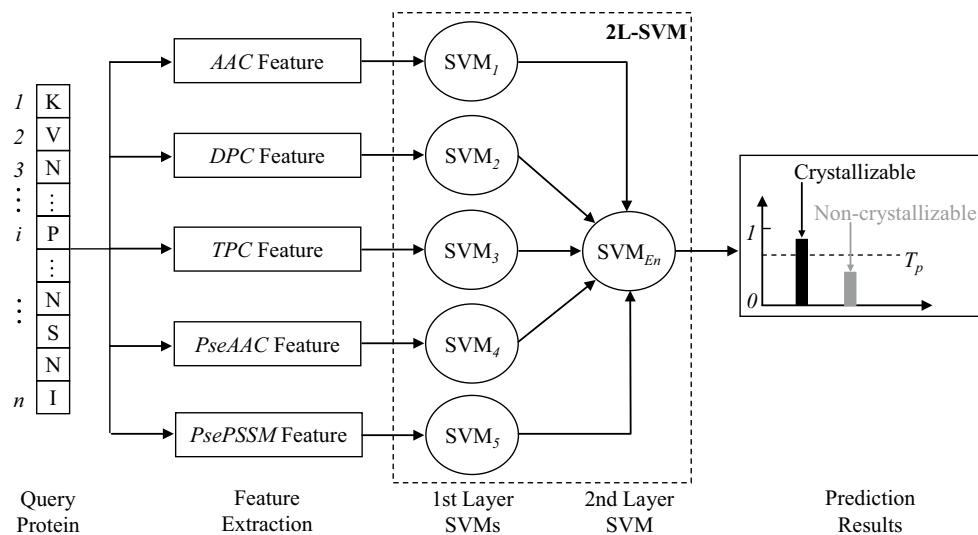 2L-SVM
1 K
2 V
3 N
⋮ ⋮
i P
⋮
⋮ N
S
N
n I
AAC Feature
DPC Feature
TPC Feature
PseAAC Feature
PsePSSM Feature
SVM1
SVM2
SVM3
SVM4
SVM5
SVMEn
Crystallizable
Non-crystallizable
1
Tp
0
Query
Protein
Feature
Extraction
1st Layer
SVMs
2nd Layer
SVM
Prediction
Results